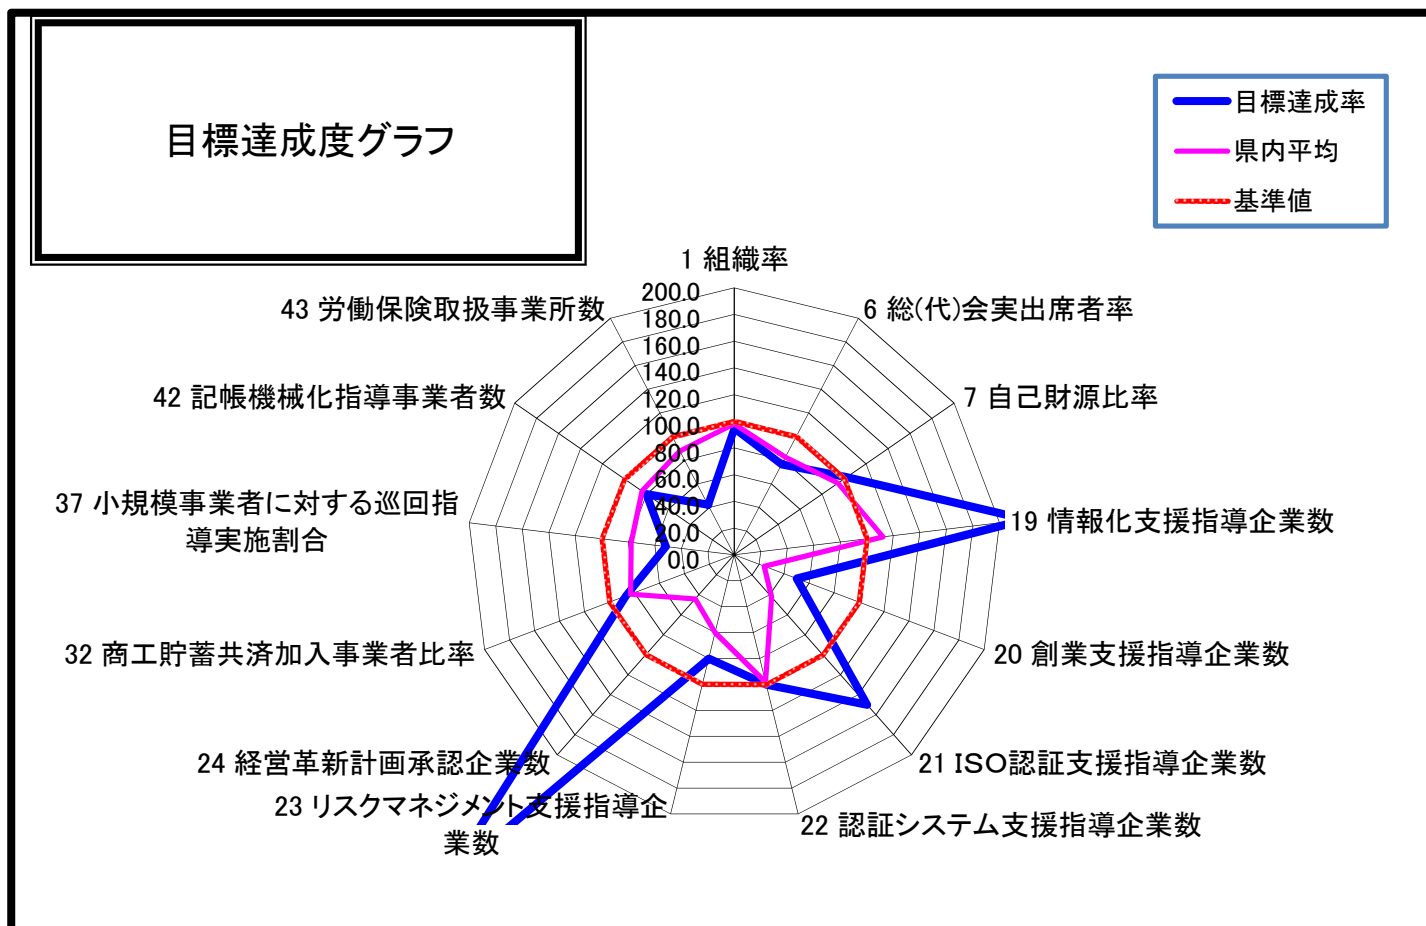 目標達成度グラフ
目標達成率
県内平均
基準値
1 組織率
43 労働保険取扱事業所数
6 総(代)会実出席者率
42 記帳機械化指導事業者数
7 自己財源比率
37 小規模事業者に対する巡回指
導実施割合
19 情報化支援指導企業数
32 商工貯蓄共済加入事業者比率
20 創業支援指導企業数
24 経営革新計画承認企業数
21 ISO認証支援指導企業数
23 リスクマネジメント支援指導企
業数
22 認証システム支援指導企業数
200.0
180.0
160.0
140.0
120.0
100.0
80.0
60.0
40.0
20.0
0.0